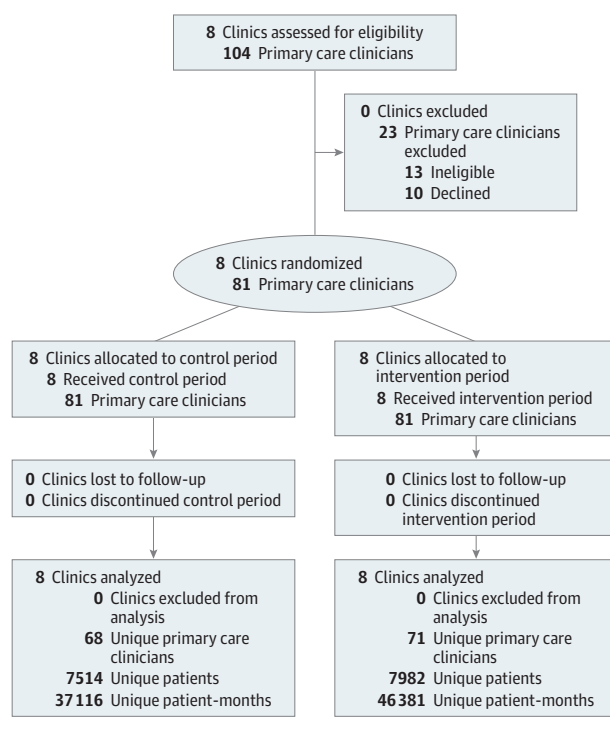 8 Clinics assessed for eligibility
104 Primary care clinicians
0 Clinics excluded
23 Primary care clinicians
excluded
13 Ineligible
10 Declined
8 Clinics randomized
81 Primary care clinicians
8 Clinics allocated to control period
8 Received control period
81 Primary care clinicians
8 Clinics allocated to
intervention period
8 Received intervention period
81 Primary care clinicians
0 Clinics lost to follow-up
0 Clinics discontinued control period
0 Clinics lost to follow-up
0 Clinics discontinued
intervention period
8 Clinics analyzed
0 Clinics excluded from
analysis
68 Unique primary care
clinicians
7514 Unique patients
37 116 Unique patient-months
8 Clinics analyzed
0 Clinics excluded from
analysis
71 Unique primary care
clinicians
7982 Unique patients
46 381 Unique patient-months